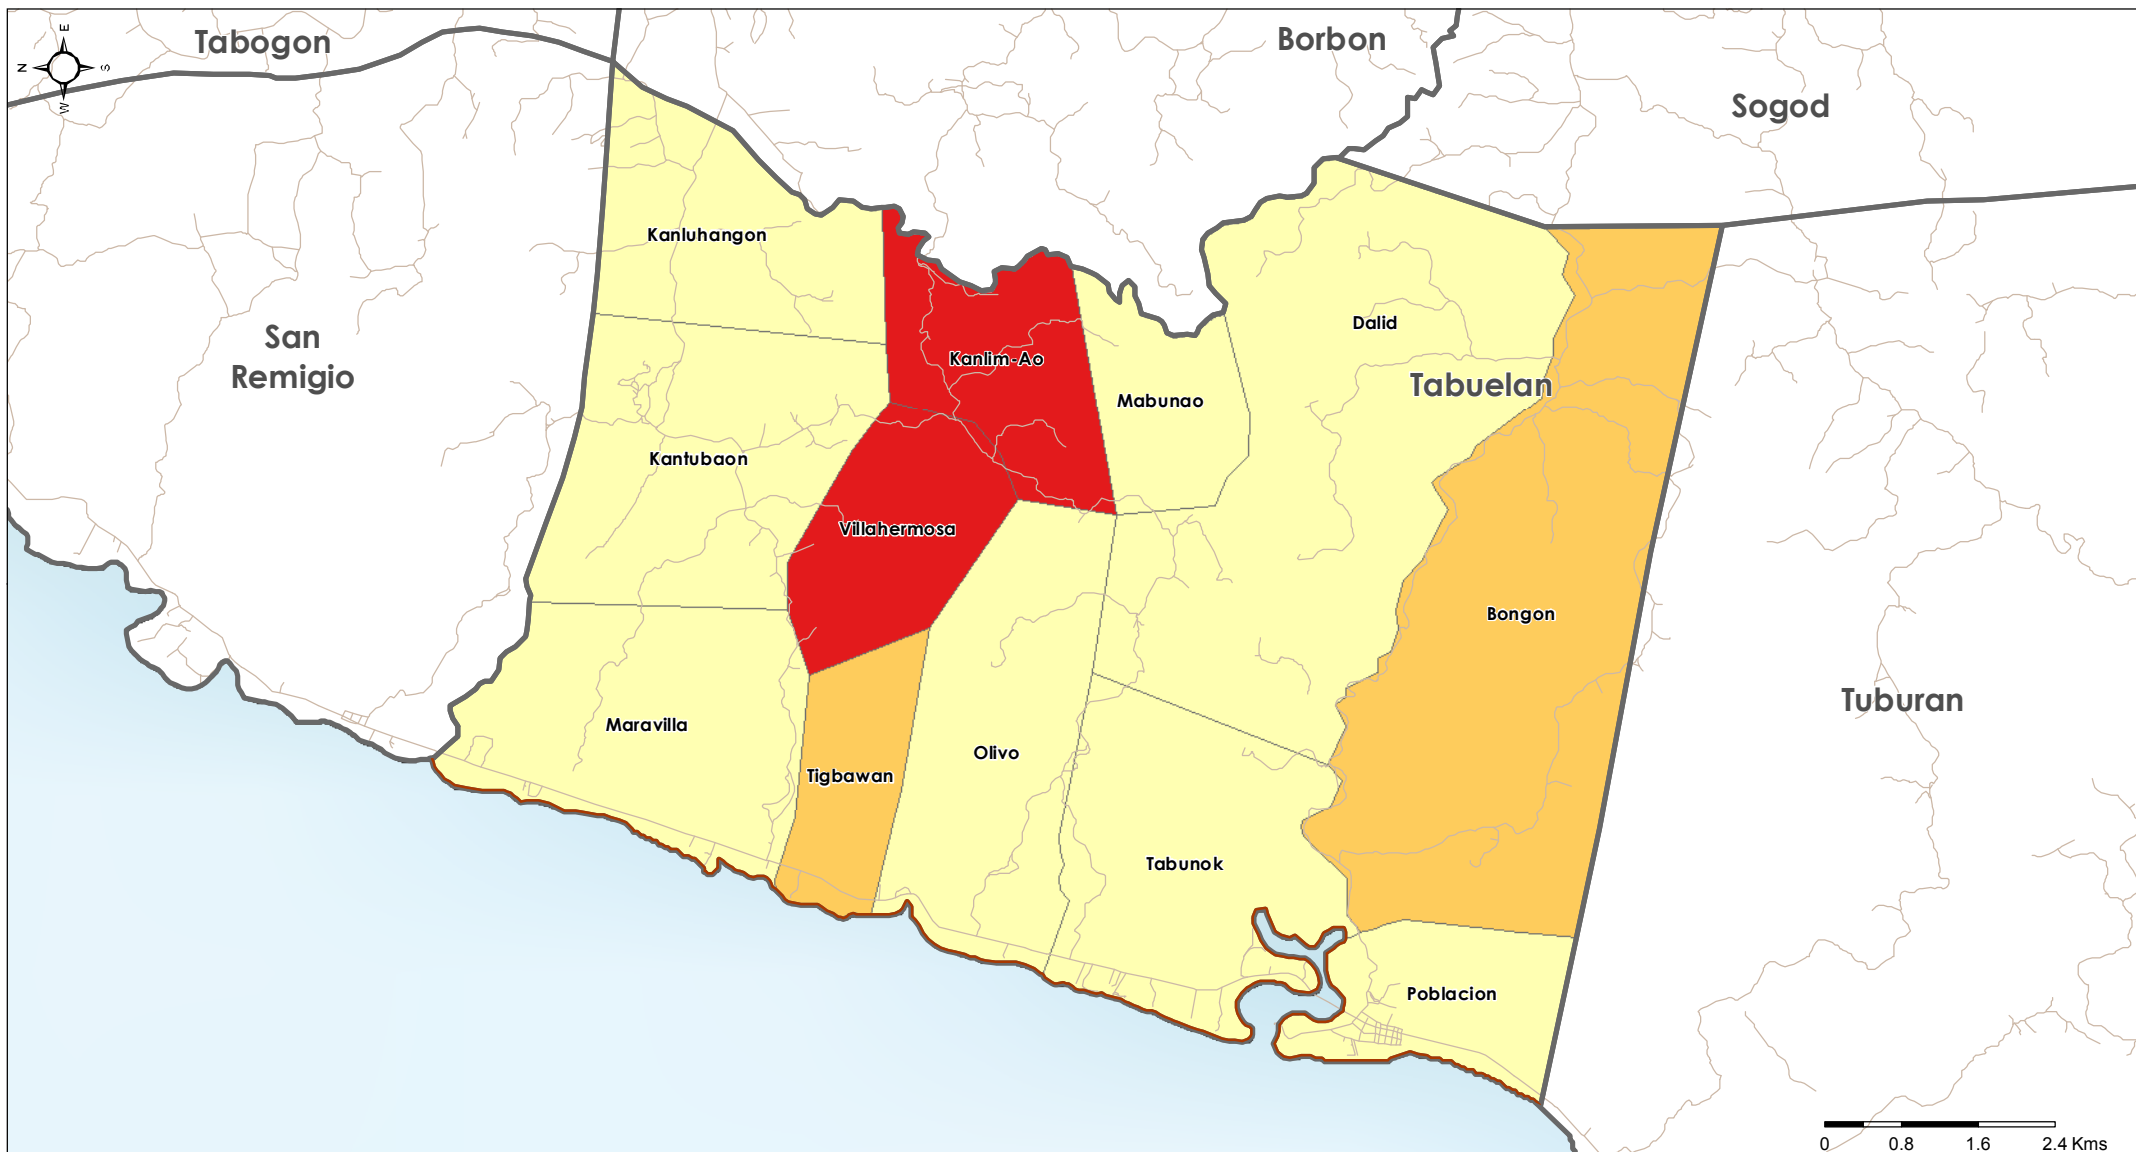 Tabogon
Borbon
Sogod
E
N
S
W
Kanluhangon
San
Remigio
Dalid
Kanlim-Ao
Tabuelan
Mabunao
Kantubaon
Villahermosa
Bongon
Tuburan
Maravilla
Olivo
Tigbawan
Tabunok
Poblacion
0 0.8 1.6 2.4 Kms